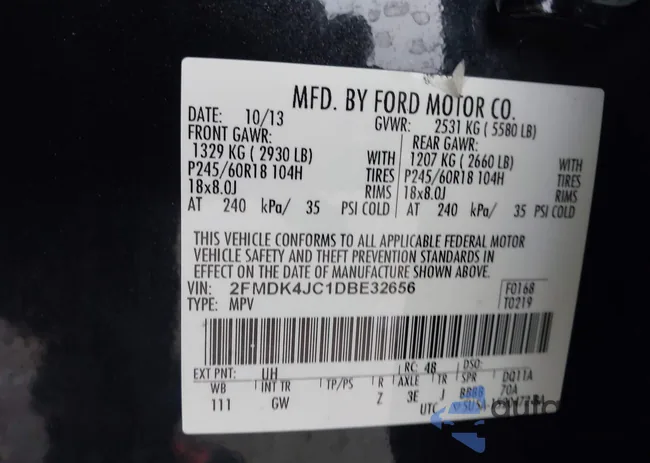 MFD. BY FORD MOTOR CO.
DATE: 10/13 GVWR: 2531 KG ( 5580 LB)
FRONT GAWR: REAR GAWR:
1329 KG ( 2930 LB) WITH 1207 KG ( 2660 LB) WITH
P245/60R18 104H TIRES P245/60R18 104H TIRES
18x8.0J RIMS 18x8.0J RIMS
AT 240 kPa/ 35 PSI COLD AT 240 kPa/ 35 PSI COLD
THIS VEHICLE CONFORMS TO ALL APPLICABLE FEDERAL MOTOR
VEHICLE SAFETY AND THEFT PREVENTION STANDARDS IN
EFFECT ON THE DATE OF MANUFACTURE SHOWN ABOVE.
VIN: 2FMDK4JC1DBE32656 F0168
TYPE: MPV T0219
EXT PNT: UH RC: 48 DSO:
WB INT TR TP/PS R AXLE TR SPR DQ11A
111 GW Z 3E J BBBB 70A
UTC